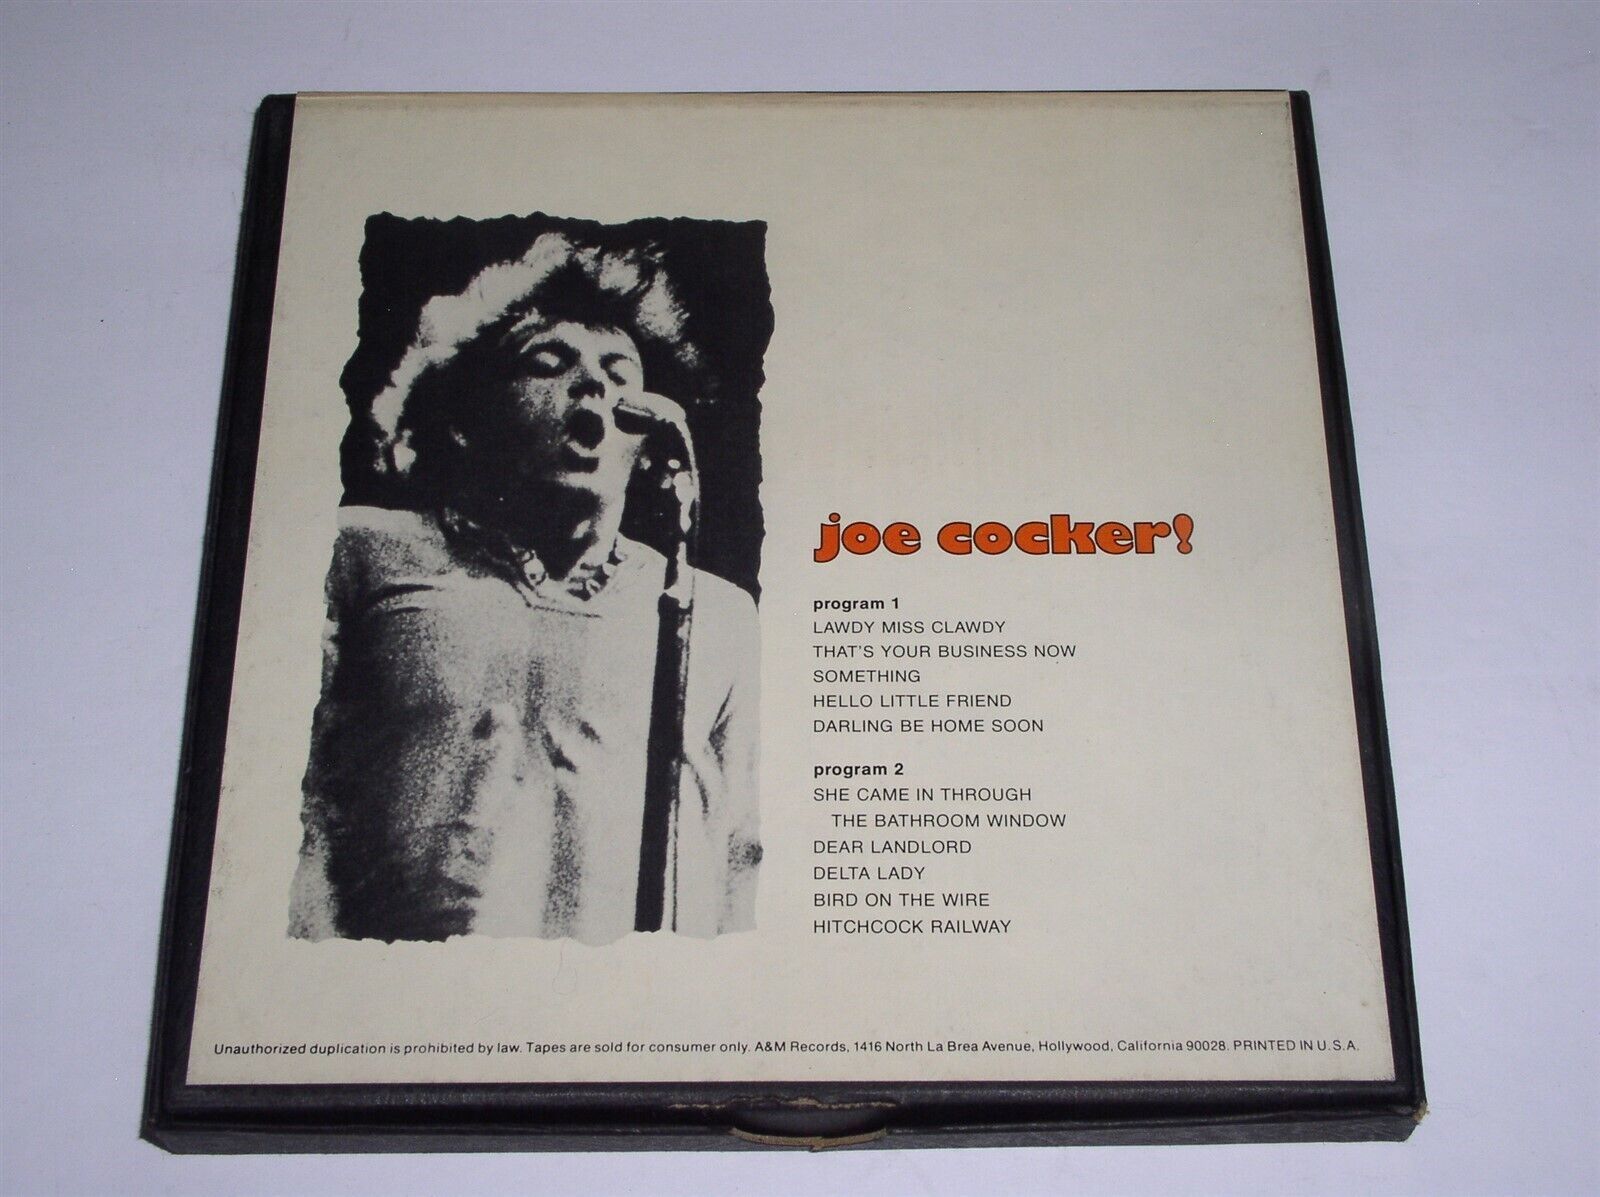 joe cocker!
program 1
LAWDY MISS CLAWDY
THAT'S YOUR BUSINESS NOW
SOMETHING
HELLO LITTLE FRIEND
DARLING BE HOME SOON
program 2
SHE CAME IN THROUGH
THE BATHROOM WINDOW
DEAR LANDLORD
DELTA LADY
BIRD ON THE WIRE
HITCHCOCK RAILWAY
Unauthorized duplication is prohibited by law. Tapes are sold for consumer only. A&M Records, 1416 North La Brea Avenue, Hollywood, California 90028. PRINTED IN U.S.A.